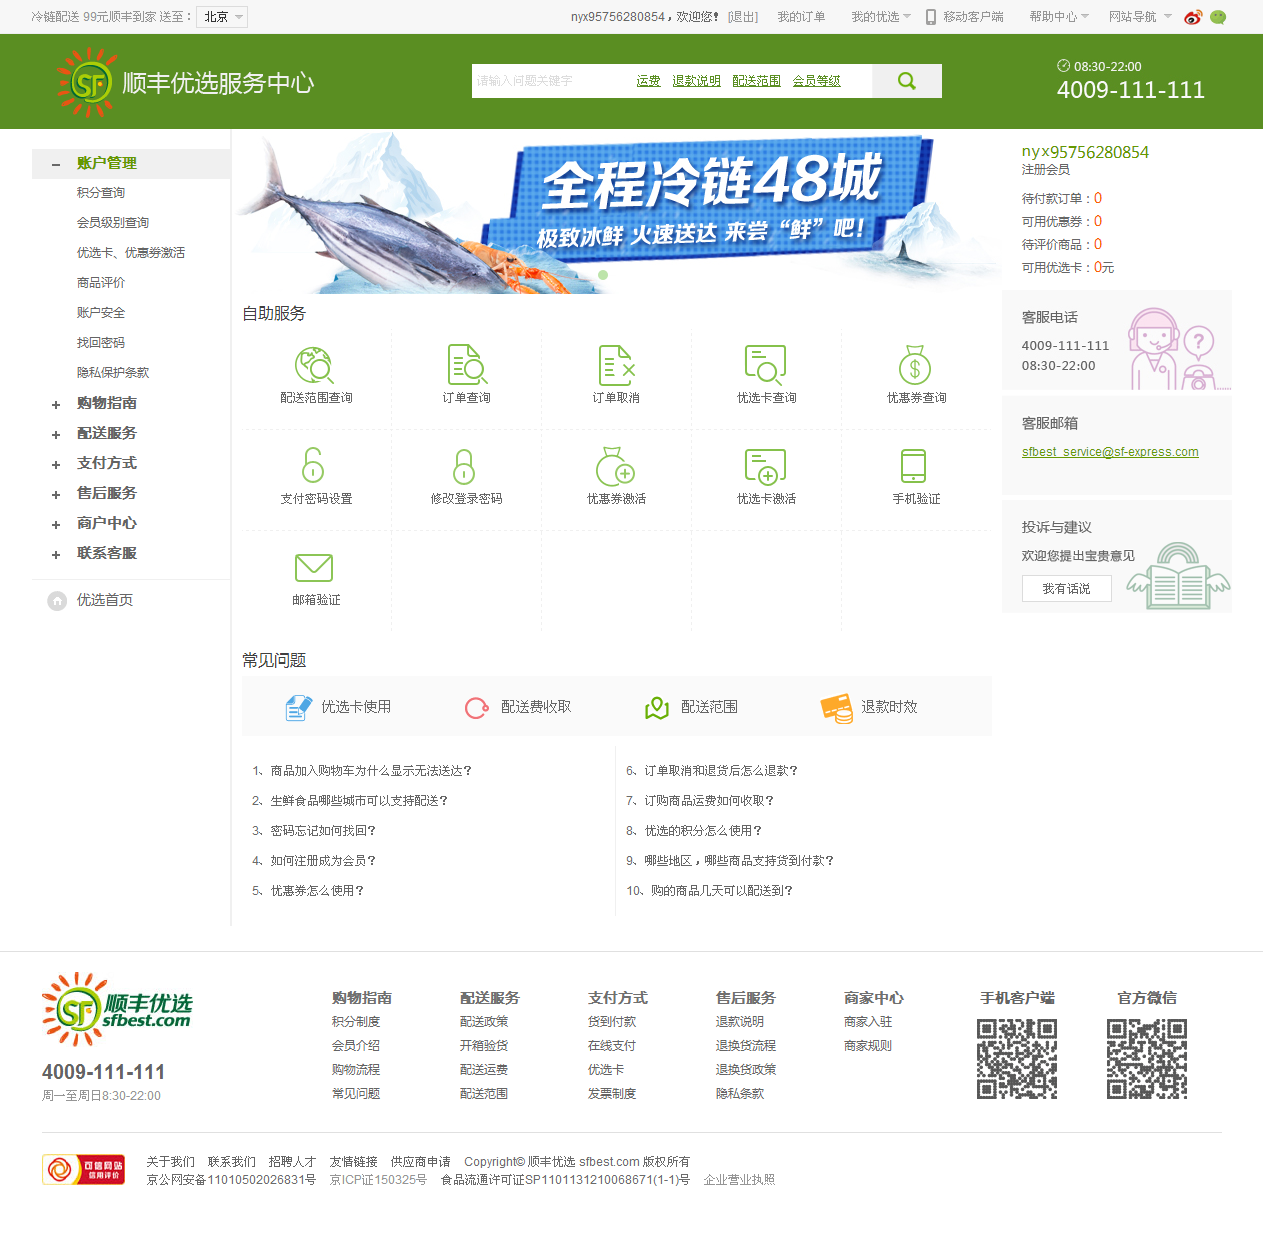 冷链配送 99元顺丰到家 送至：
北京
nyx95756280854，欢迎您! [退出]
我的订单
我的优选
移动客户端
帮助中心
网站导航
SF
顺丰优选服务中心
请输入问题关键字
运费 退款说明 配送范围 会员等级
08:30-22:00
4009-111-111
账户管理
积分查询
会员级别查询
优选卡、优惠券激活
商品评价
账户安全
找回密码
隐私保护条款
购物指南
配送服务
支付方式
售后服务
商户中心
联系客服
优选首页
全程冷链48城
极致冰鲜 火速送达 来尝“鲜”吧!
自助服务
配送范围查询
订单查询
订单取消
优选卡查询
优惠券查询
支付密码设置
修改登录密码
优惠券激活
优选卡激活
手机验证
邮箱验证
常见问题
优选卡使用
配送费收取
配送范围
退款时效
1、商品加入购物车为什么显示无法送达?
2、生鲜食品哪些城市可以支持配送?
3、密码忘记如何找回?
4、如何注册成为会员?
5、优惠券怎么使用?
6、订单取消和退货后怎么退款?
7、订购商品运费如何收取?
8、优选的积分怎么使用?
9、哪些地区，哪些商品支持货到付款?
10、购的商品几天可以配送到?
nyx95756280854
注册会员
待付款订单：0
可用优惠券：0
待评价商品：0
可用优选卡：0元
客服电话
4009-111-111
08:30-22:00
客服邮箱
sfbest_service@sf-express.com
投诉与建议
欢迎您提出宝贵意见
我有话说
SF 顺丰优选
sfbest.com
4009-111-111
周一至周日8:30-22:00
购物指南
积分制度
会员介绍
购物流程
常见问题
配送服务
配送政策
开箱验货
配送运费
配送范围
支付方式
货到付款
在线支付
优选卡
发票制度
售后服务
退款说明
退换货流程
退换货政策
隐私条款
商家中心
商家入驻
商家规则
手机客户端
官方微信
可信网站
信用评价
关于我们 联系我们 招聘人才 友情链接 供应商申请 Copyright© 顺丰优选 sfbest.com 版权所有
京公网安备11010502026831号 京ICP证150325号 食品流通许可证SP1101131210068671(1-1)号 企业营业执照